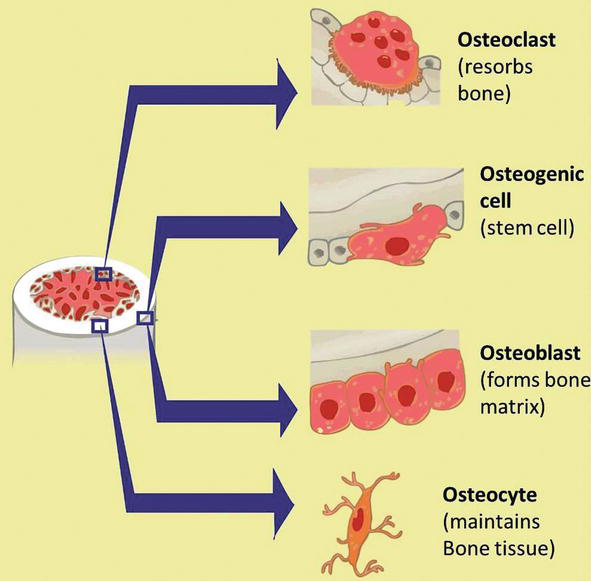 Osteoclast
(resorbs
bone)
Osteogenic
cell
(stem cell)
Osteoblast
(forms bone
matrix)
Osteocyte
(maintains
Bone tissue)